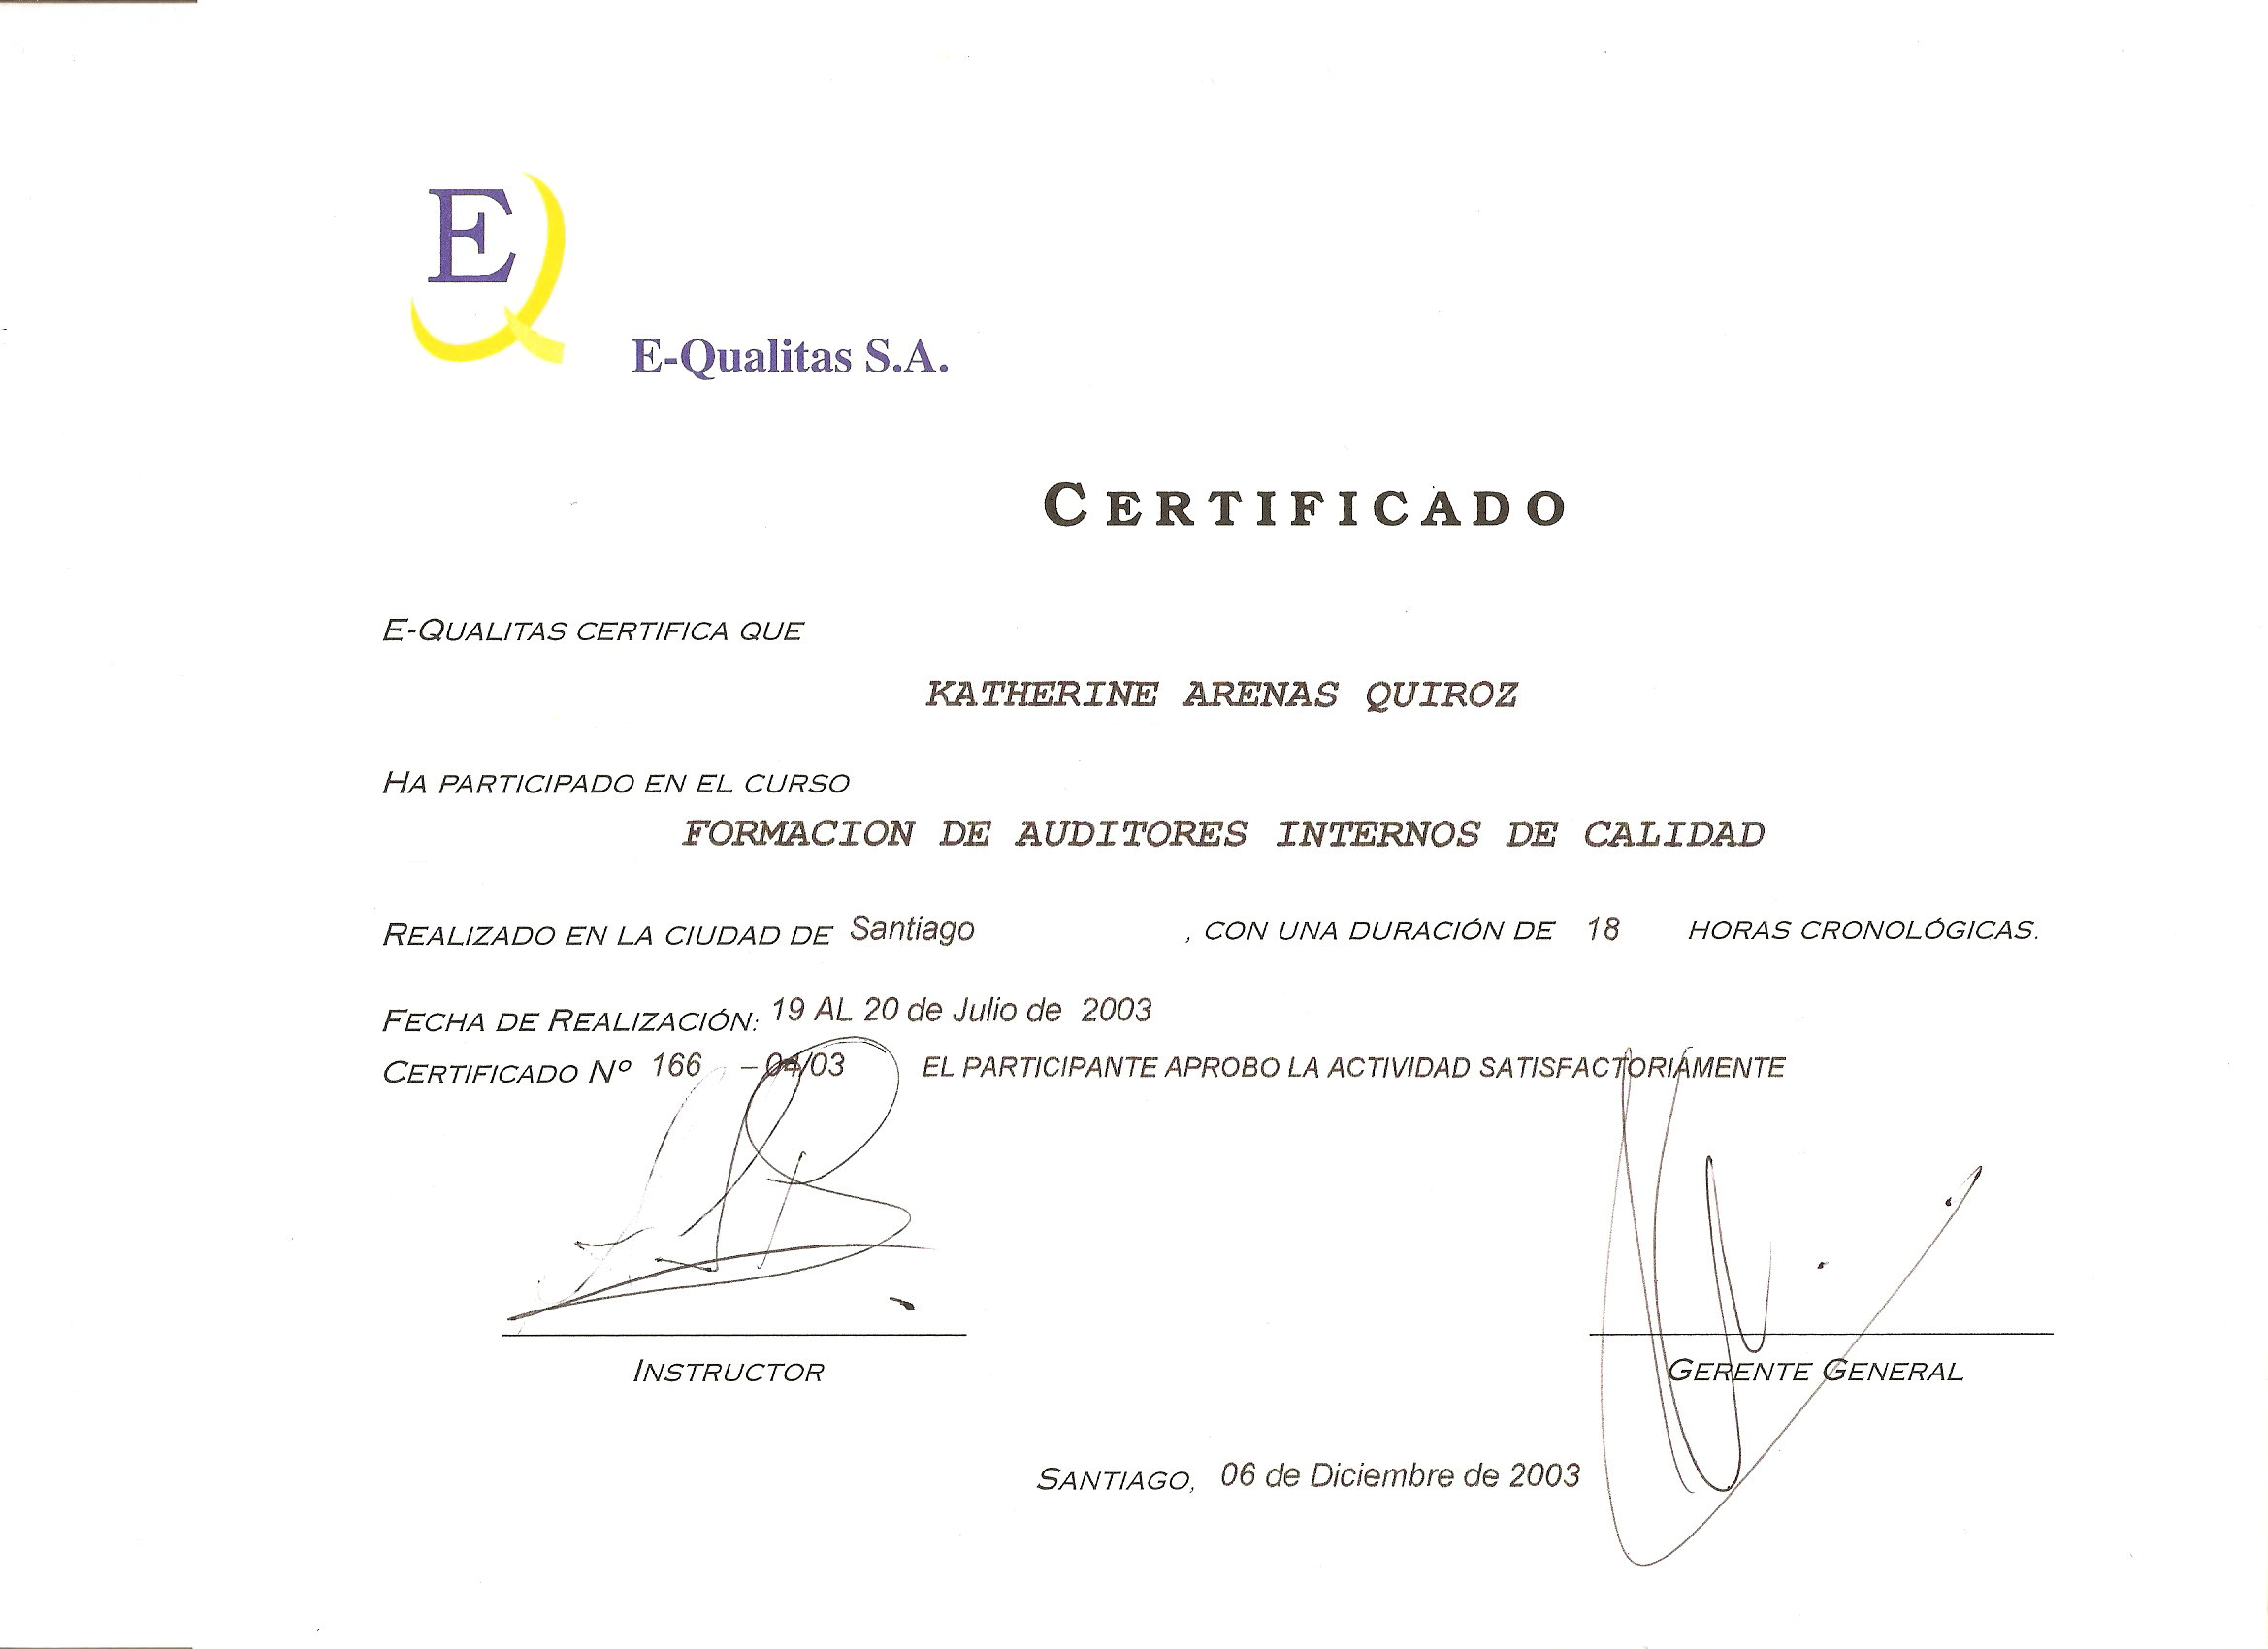 EQ
E-Qualitas S.A.
CERTIFICADO
E-QUALITAS CERTIFICA QUE
KATHERINE ARENAS QUIROZ
HA PARTICIPADO EN EL CURSO
FORMACION DE AUDITORES INTERNOS DE CALIDAD
REALIZADO EN LA CIUDAD DE Santiago , CON UNA DURACIÓN DE 18 HORAS CRONOLÓGICAS.
FECHA DE REALIZACIÓN: 19 AL 20 de Julio de 2003
CERTIFICADO Nº 166 – 04/03 EL PARTICIPANTE APROBO LA ACTIVIDAD SATISFACTORIAMENTE
INSTRUCTOR
GERENTE GENERAL
SANTIAGO, 06 de Diciembre de 2003